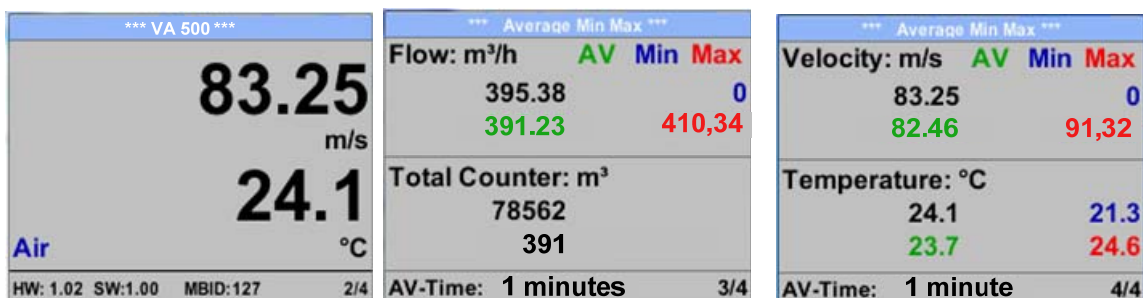 *** VA 500 ***
83.25
m/s
24.1
Air °C
HW: 1.02 SW:1.00 MBID:127 2/4
*** Average Min Max ***
Flow: m³/h AV Min Max
395.38 0
391.23 410,34
Total Counter: m³
78562
391
AV-Time: 1 minutes 3/4
*** Average Min Max ***
Velocity: m/s AV Min Max
83.25 0
82.46 91,32
Temperature: °C
24.1 21.3
23.7 24.6
AV-Time: 1 minute 4/4